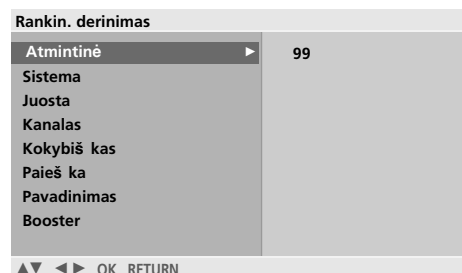 Rankin. derinimas
Atmintinė ▶ 99
Sistema
Juosta
Kanalas
Kokybiš kas
Paieš ka
Pavadinimas
Booster
▲▼ ◀▶ OK RETURN